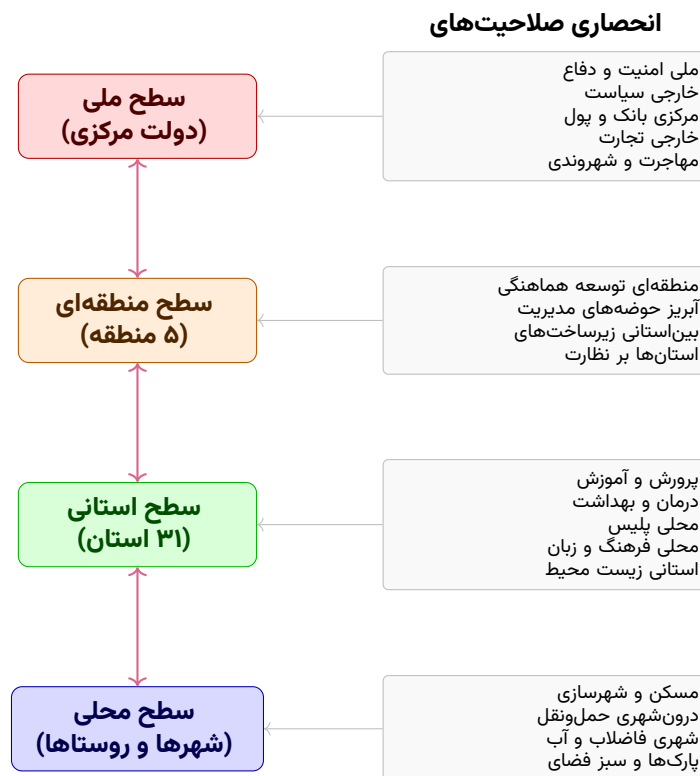 انحصاری صلاحیت‌های
سطح ملی
(دولت مرکزی)
ملی امنیت و دفاع
خارجی سیاست
مرکزی بانک و پول
خارجی تجارت
مهاجرت و شهروندی
سطح منطقه‌ای
(۵ منطقه)
منطقه‌ای توسعه هماهنگی
آبریز حوضه‌های مدیریت
بین‌استانی زیرساخت‌های
استان‌ها بر نظارت
سطح استانی
(۳۱ استان)
پرورش و آموزش
درمان و بهداشت
محلی پلیس
محلی فرهنگ و زبان
استانی زیست محیط
سطح محلی
(شهرها و روستاها)
مسکن و شهرسازی
درون‌شهری حمل‌ونقل
شهری فاضلاب و آب
پارک‌ها و سبز فضای